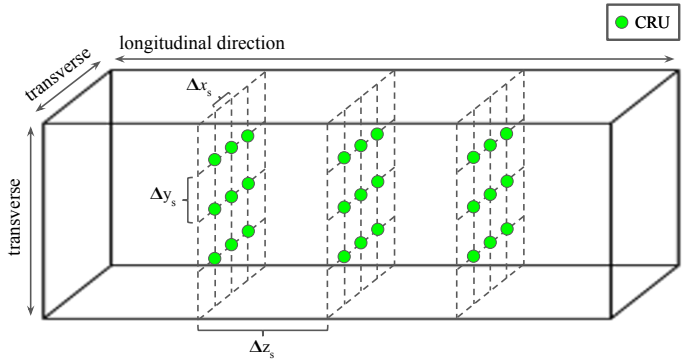 CRU
longitudinal direction
transverse
Δxₛ
Δyₛ
transverse
Δzₛ